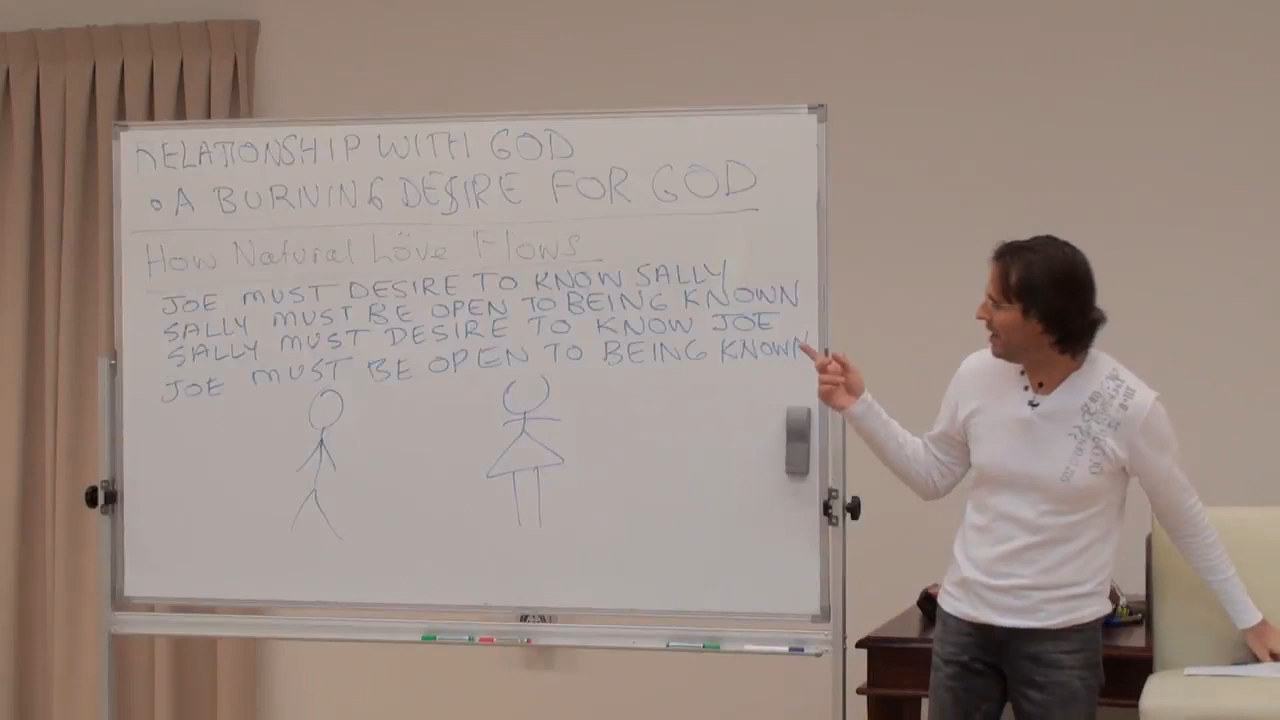 RELATIONSHIP WITH GOD
• A BURNING DESIRE FOR GOD
How Natural Love Flows
JOE MUST DESIRE TO KNOW SALLY
SALLY MUST BE OPEN TO BEING KNOWN
SALLY MUST DESIRE TO KNOW JOE
JOE MUST BE OPEN TO BEING KNOWN